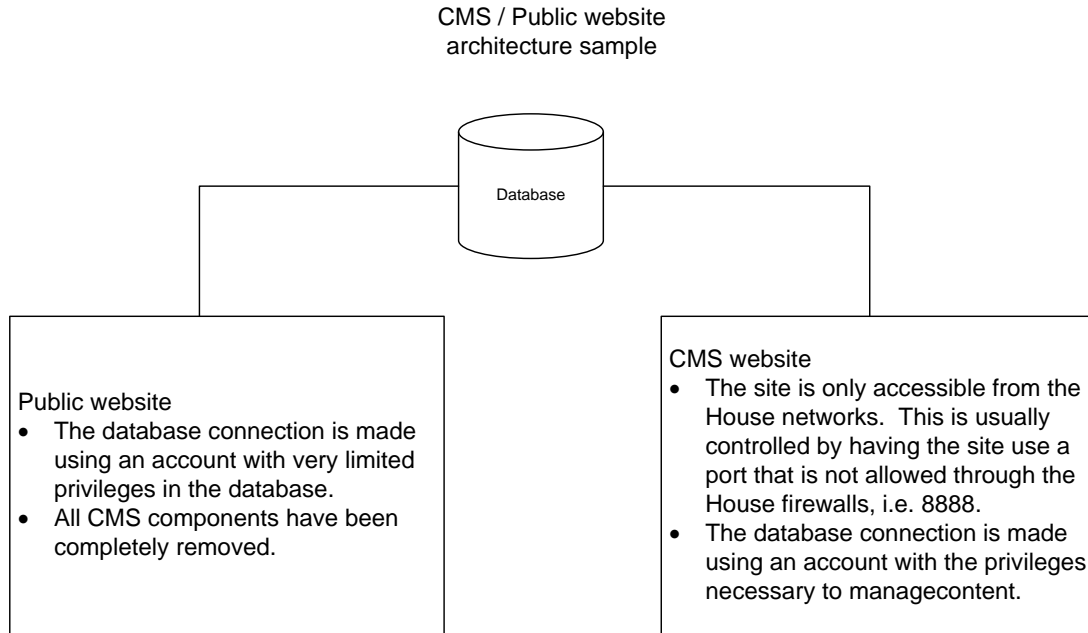 CMS / Public website
architecture sample
Database
Public website
• The database connection is made
using an account with very limited
privileges in the database.
• All CMS components have been
completely removed.
CMS website
• The site is only accessible from the
House networks.  This is usually
controlled by having the site use a
port that is not allowed through the
House firewalls, i.e. 8888.
• The database connection is made
using an account with the privileges
necessary to managecontent.